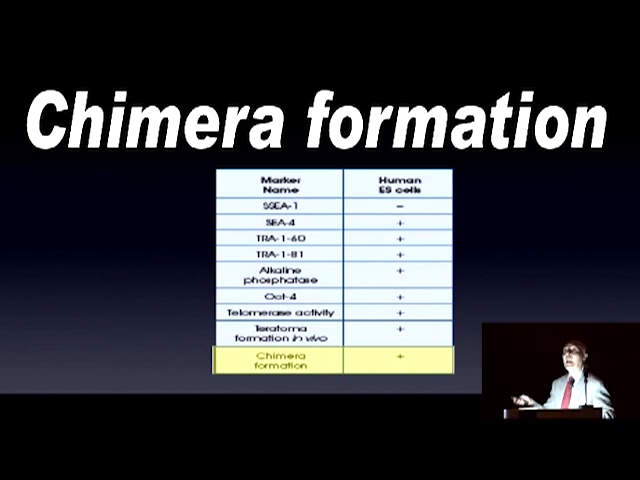 Chimera formation
Marker Human
Name ES cells
SSEA-1 –
SEA-4 +
TRA-1-60 +
TRA-1-81 +
Alkaline
phosphatase +
Oct-4 +
Telomerase activity +
Teratoma
formation in vivo +
Chimera
formation +